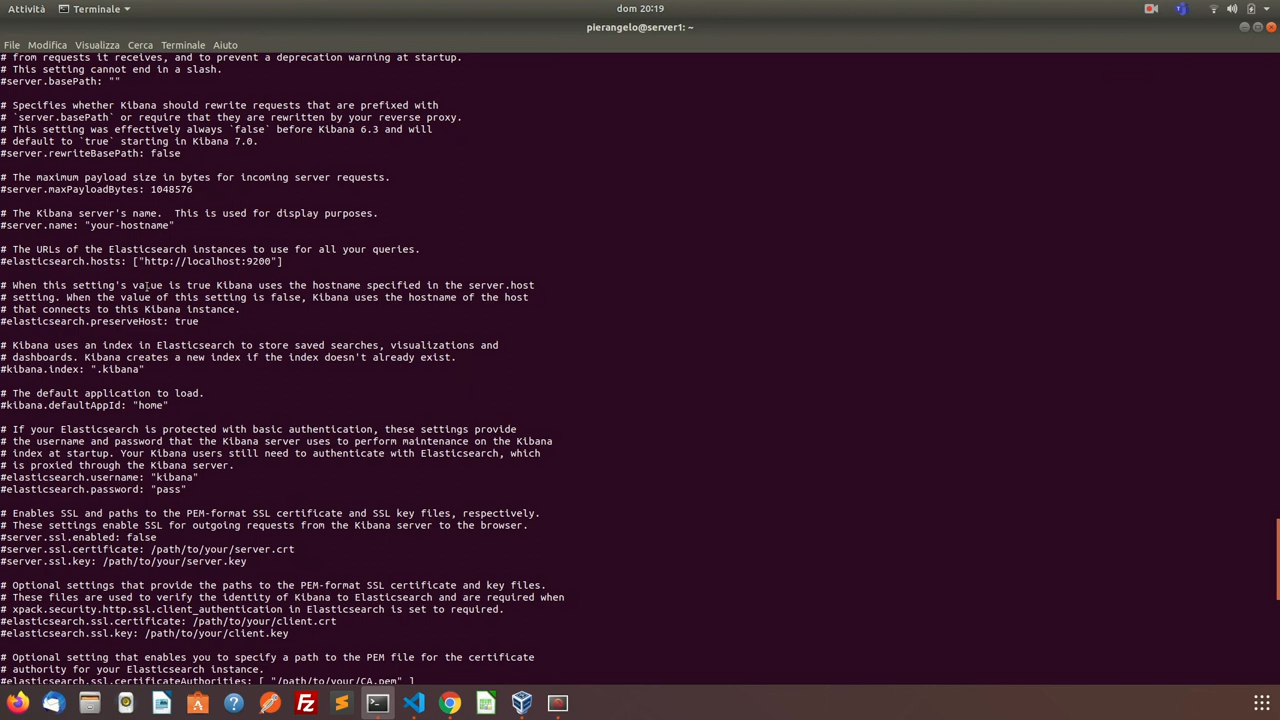 Attività
Terminale
dom 20:19
pierangelo@server1: ~
File Modifica Visualizza Cerca Terminale Aiuto
# from requests it receives, and to prevent a deprecation warning at startup.
# This setting cannot end in a slash.
#server.basePath: ""
# Specifies whether Kibana should rewrite requests that are prefixed with
# `server.basePath` or require that they are rewritten by your reverse proxy.
# This setting was effectively always `false` before Kibana 6.3 and will
# default to `true` starting in Kibana 7.0.
#server.rewriteBasePath: false
# The maximum payload size in bytes for incoming server requests.
#server.maxPayloadBytes: 1048576
# The Kibana server's name.  This is used for display purposes.
#server.name: "your-hostname"
# The URLs of the Elasticsearch instances to use for all your queries.
#elasticsearch.hosts: ["http://localhost:9200"]
# When this setting's value is true Kibana uses the hostname specified in the server.host
# setting. When the value of this setting is false, Kibana uses the hostname of the host
# that connects to this Kibana instance.
#elasticsearch.preserveHost: true
# Kibana uses an index in Elasticsearch to store saved searches, visualizations and
# dashboards. Kibana creates a new index if the index doesn't already exist.
#kibana.index: ".kibana"
# The default application to load.
#kibana.defaultAppId: "home"
# If your Elasticsearch is protected with basic authentication, these settings provide
# the username and password that the Kibana server uses to perform maintenance on the Kibana
# index at startup. Your Kibana users still need to authenticate with Elasticsearch, which
# is proxied through the Kibana server.
#elasticsearch.username: "kibana"
#elasticsearch.password: "pass"
# Enables SSL and paths to the PEM-format SSL certificate and SSL key files, respectively.
# These settings enable SSL for outgoing requests from the Kibana server to the browser.
#server.ssl.enabled: false
#server.ssl.certificate: /path/to/your/server.crt
#server.ssl.key: /path/to/your/server.key
# Optional settings that provide the paths to the PEM-format SSL certificate and key files.
# These files are used to verify the identity of Kibana to Elasticsearch and are required when
# xpack.security.http.ssl.client_authentication in Elasticsearch is set to required.
#elasticsearch.ssl.certificate: /path/to/your/client.crt
#elasticsearch.ssl.key: /path/to/your/client.key
# Optional setting that enables you to specify a path to the PEM file for the certificate
# authority for your Elasticsearch instance.
#elasticsearch.ssl.certificateAuthorities: [ "/path/to/your/CA.pem" ]